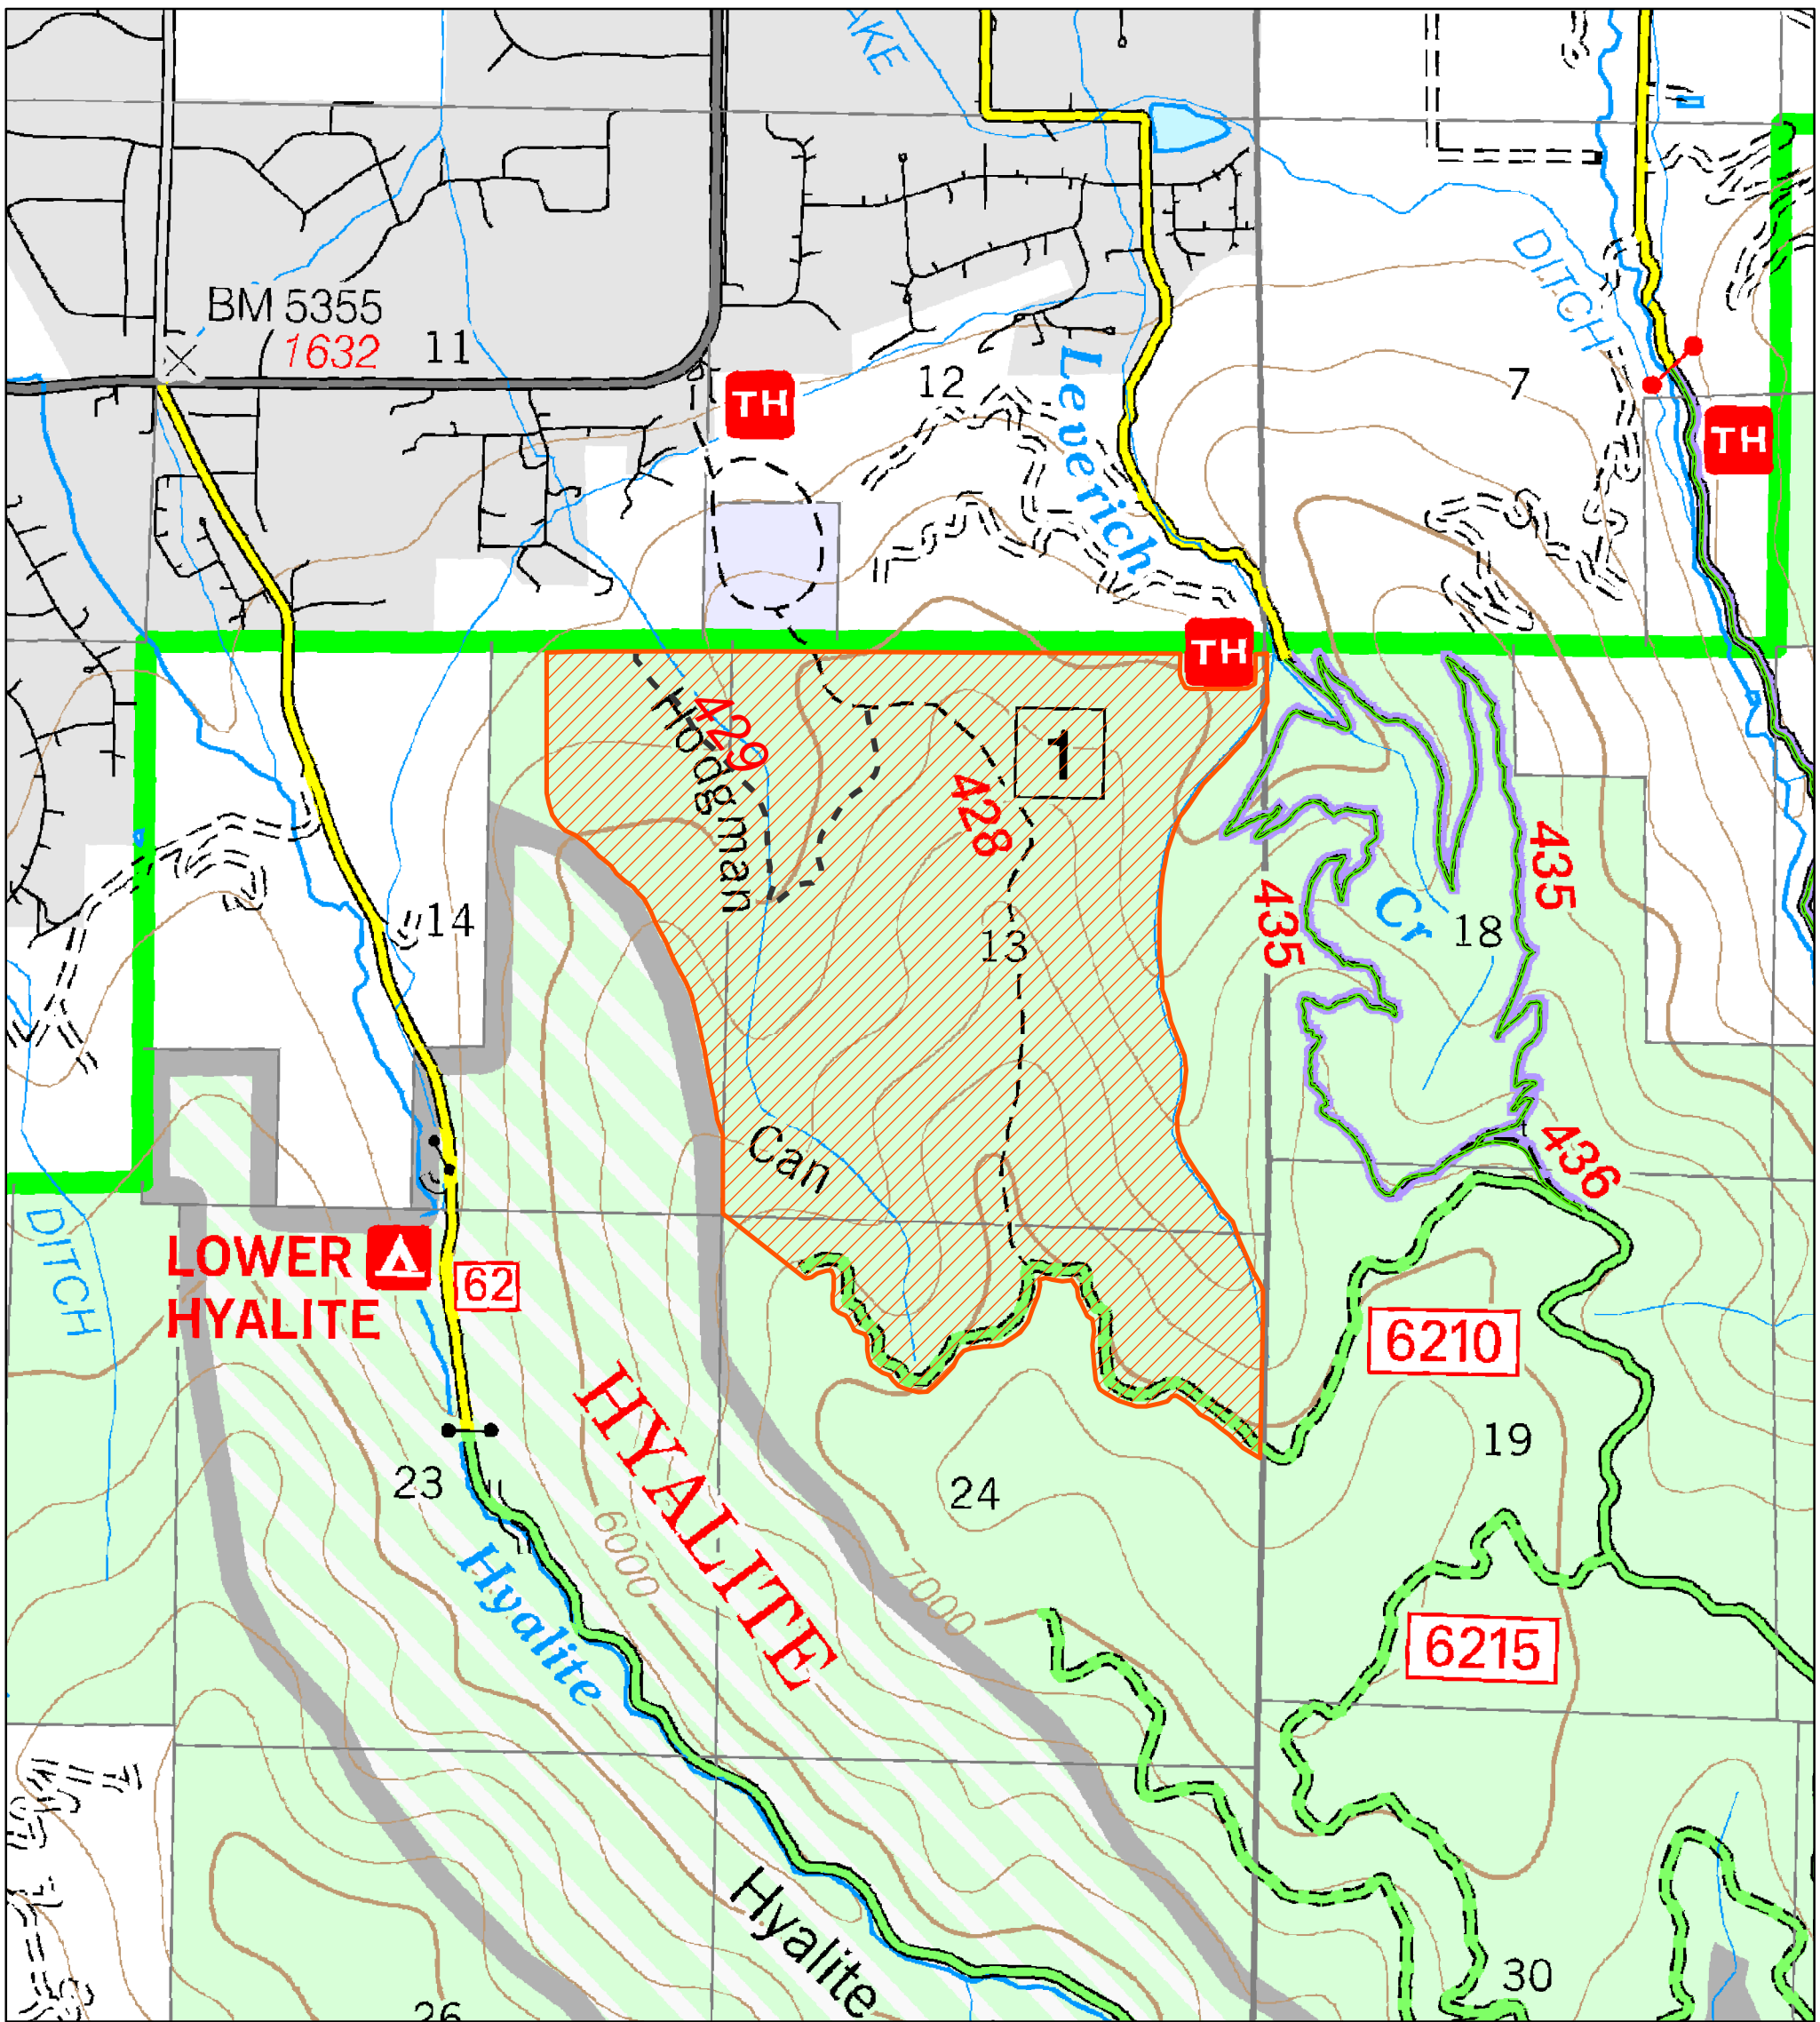 AKE
BM 5355
1632
11
TH
12
Leverich
7
DITCH
TH
TH
Hodgman
429
428
1
13
14
435
435
Cr
18
Can
436
DITCH
LOWER
HYALITE
62
6210
HYALITE
23
24
19
6000
7000
Hyalite
6215
Hyalite
30
26